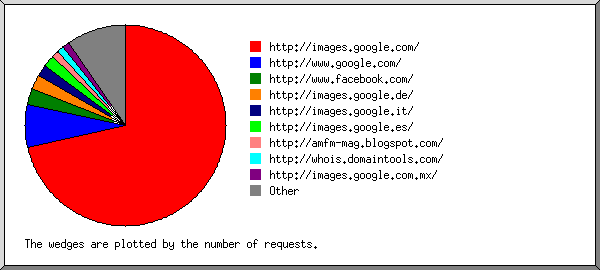 http://images.google.com/
http://www.google.com/
http://www.facebook.com/
http://images.google.de/
http://images.google.it/
http://images.google.es/
http://amfm-mag.blogspot.com/
http://whois.domaintools.com/
http://images.google.com.mx/
Other
The wedges are plotted by the number of requests.